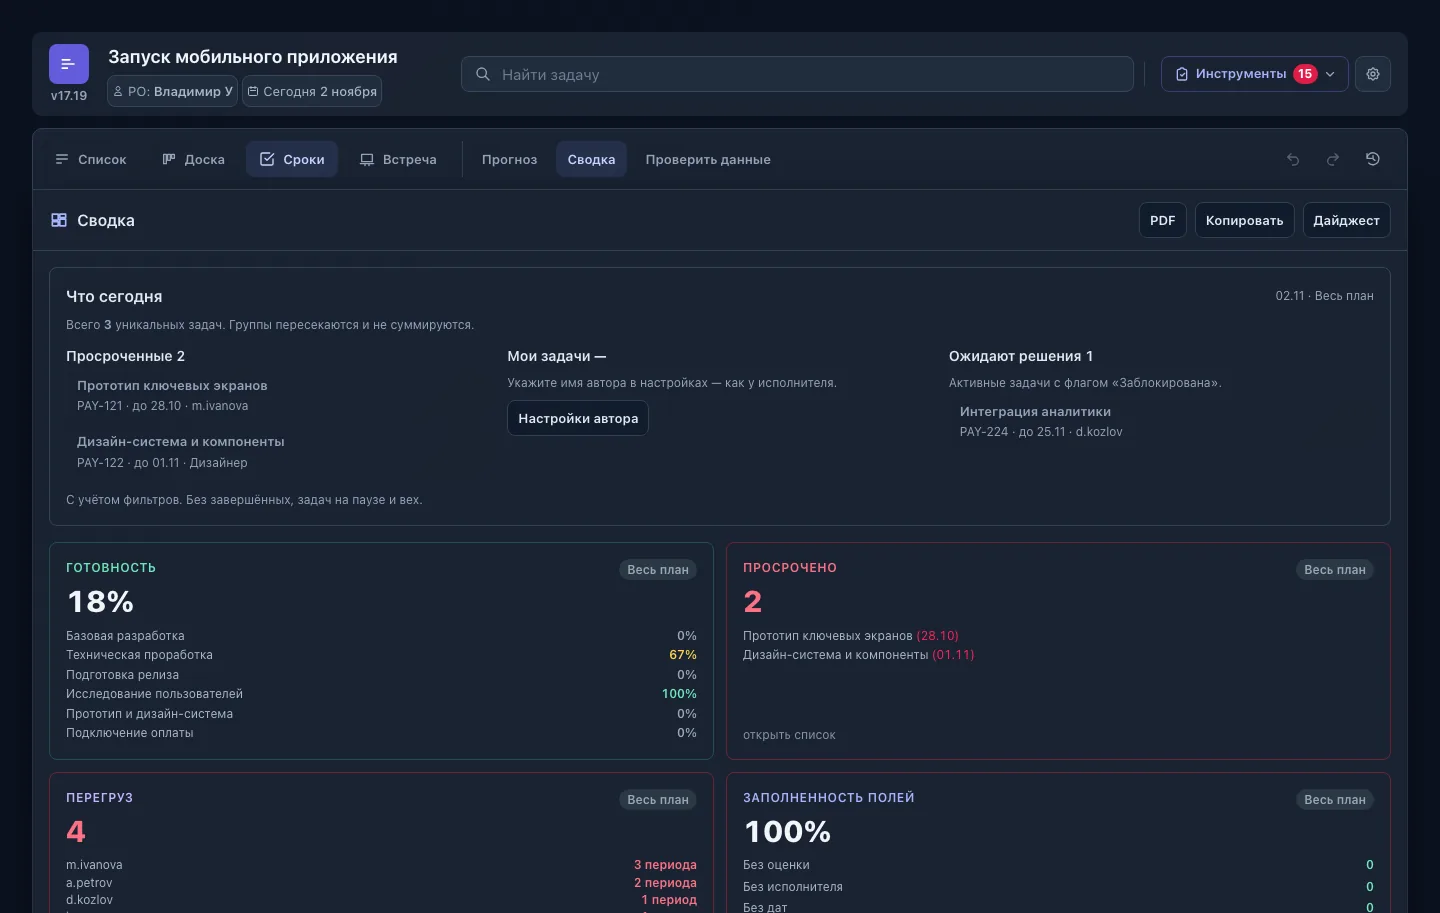 Запуск мобильного приложения
v17.19
PO: Владимир У
Сегодня 2 ноября
Найти задачу
Инструменты 15
Список
Доска
Сроки
Встреча
Прогноз
Сводка
Проверить данные
Сводка
PDF
Копировать
Дайджест
Что сегодня
02.11 · Весь план
Всего 3 уникальных задач. Группы пересекаются и не суммируются.
Просроченные 2
Прототип ключевых экранов
PAY-121 · до 28.10 · m.ivanova
Дизайн-система и компоненты
PAY-122 · до 01.11 · Дизайнер
Мои задачи —
Укажите имя автора в настройках — как у исполнителя.
Настройки автора
Ожидают решения 1
Активные задачи с флагом «Заблокирована».
Интеграция аналитики
PAY-224 · до 25.11 · d.kozlov
С учётом фильтров. Без завершённых, задач на паузе и вех.
ГОТОВНОСТЬ
Весь план
18%
Базовая разработка 0%
Техническая проработка 67%
Подготовка релиза 0%
Исследование пользователей 100%
Прототип и дизайн-система 0%
Подключение оплаты 0%
ПРОСРОЧЕНО
Весь план
2
Прототип ключевых экранов (28.10)
Дизайн-система и компоненты (01.11)
открыть список
ПЕРЕГРУЗ
Весь план
4
m.ivanova 3 периода
a.petrov 2 периода
d.kozlov 1 период
ЗАПОЛНЕННОСТЬ ПОЛЕЙ
Весь план
100%
Без оценки 0
Без исполнителя 0
Без дат 0